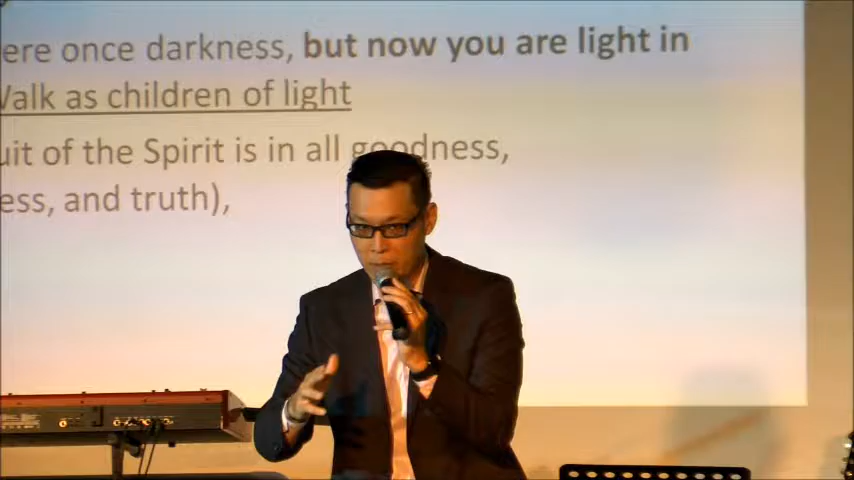 ere once darkness, but now you are light in
Walk as children of light
uit of the Spirit is in all goodness,
ess, and truth),